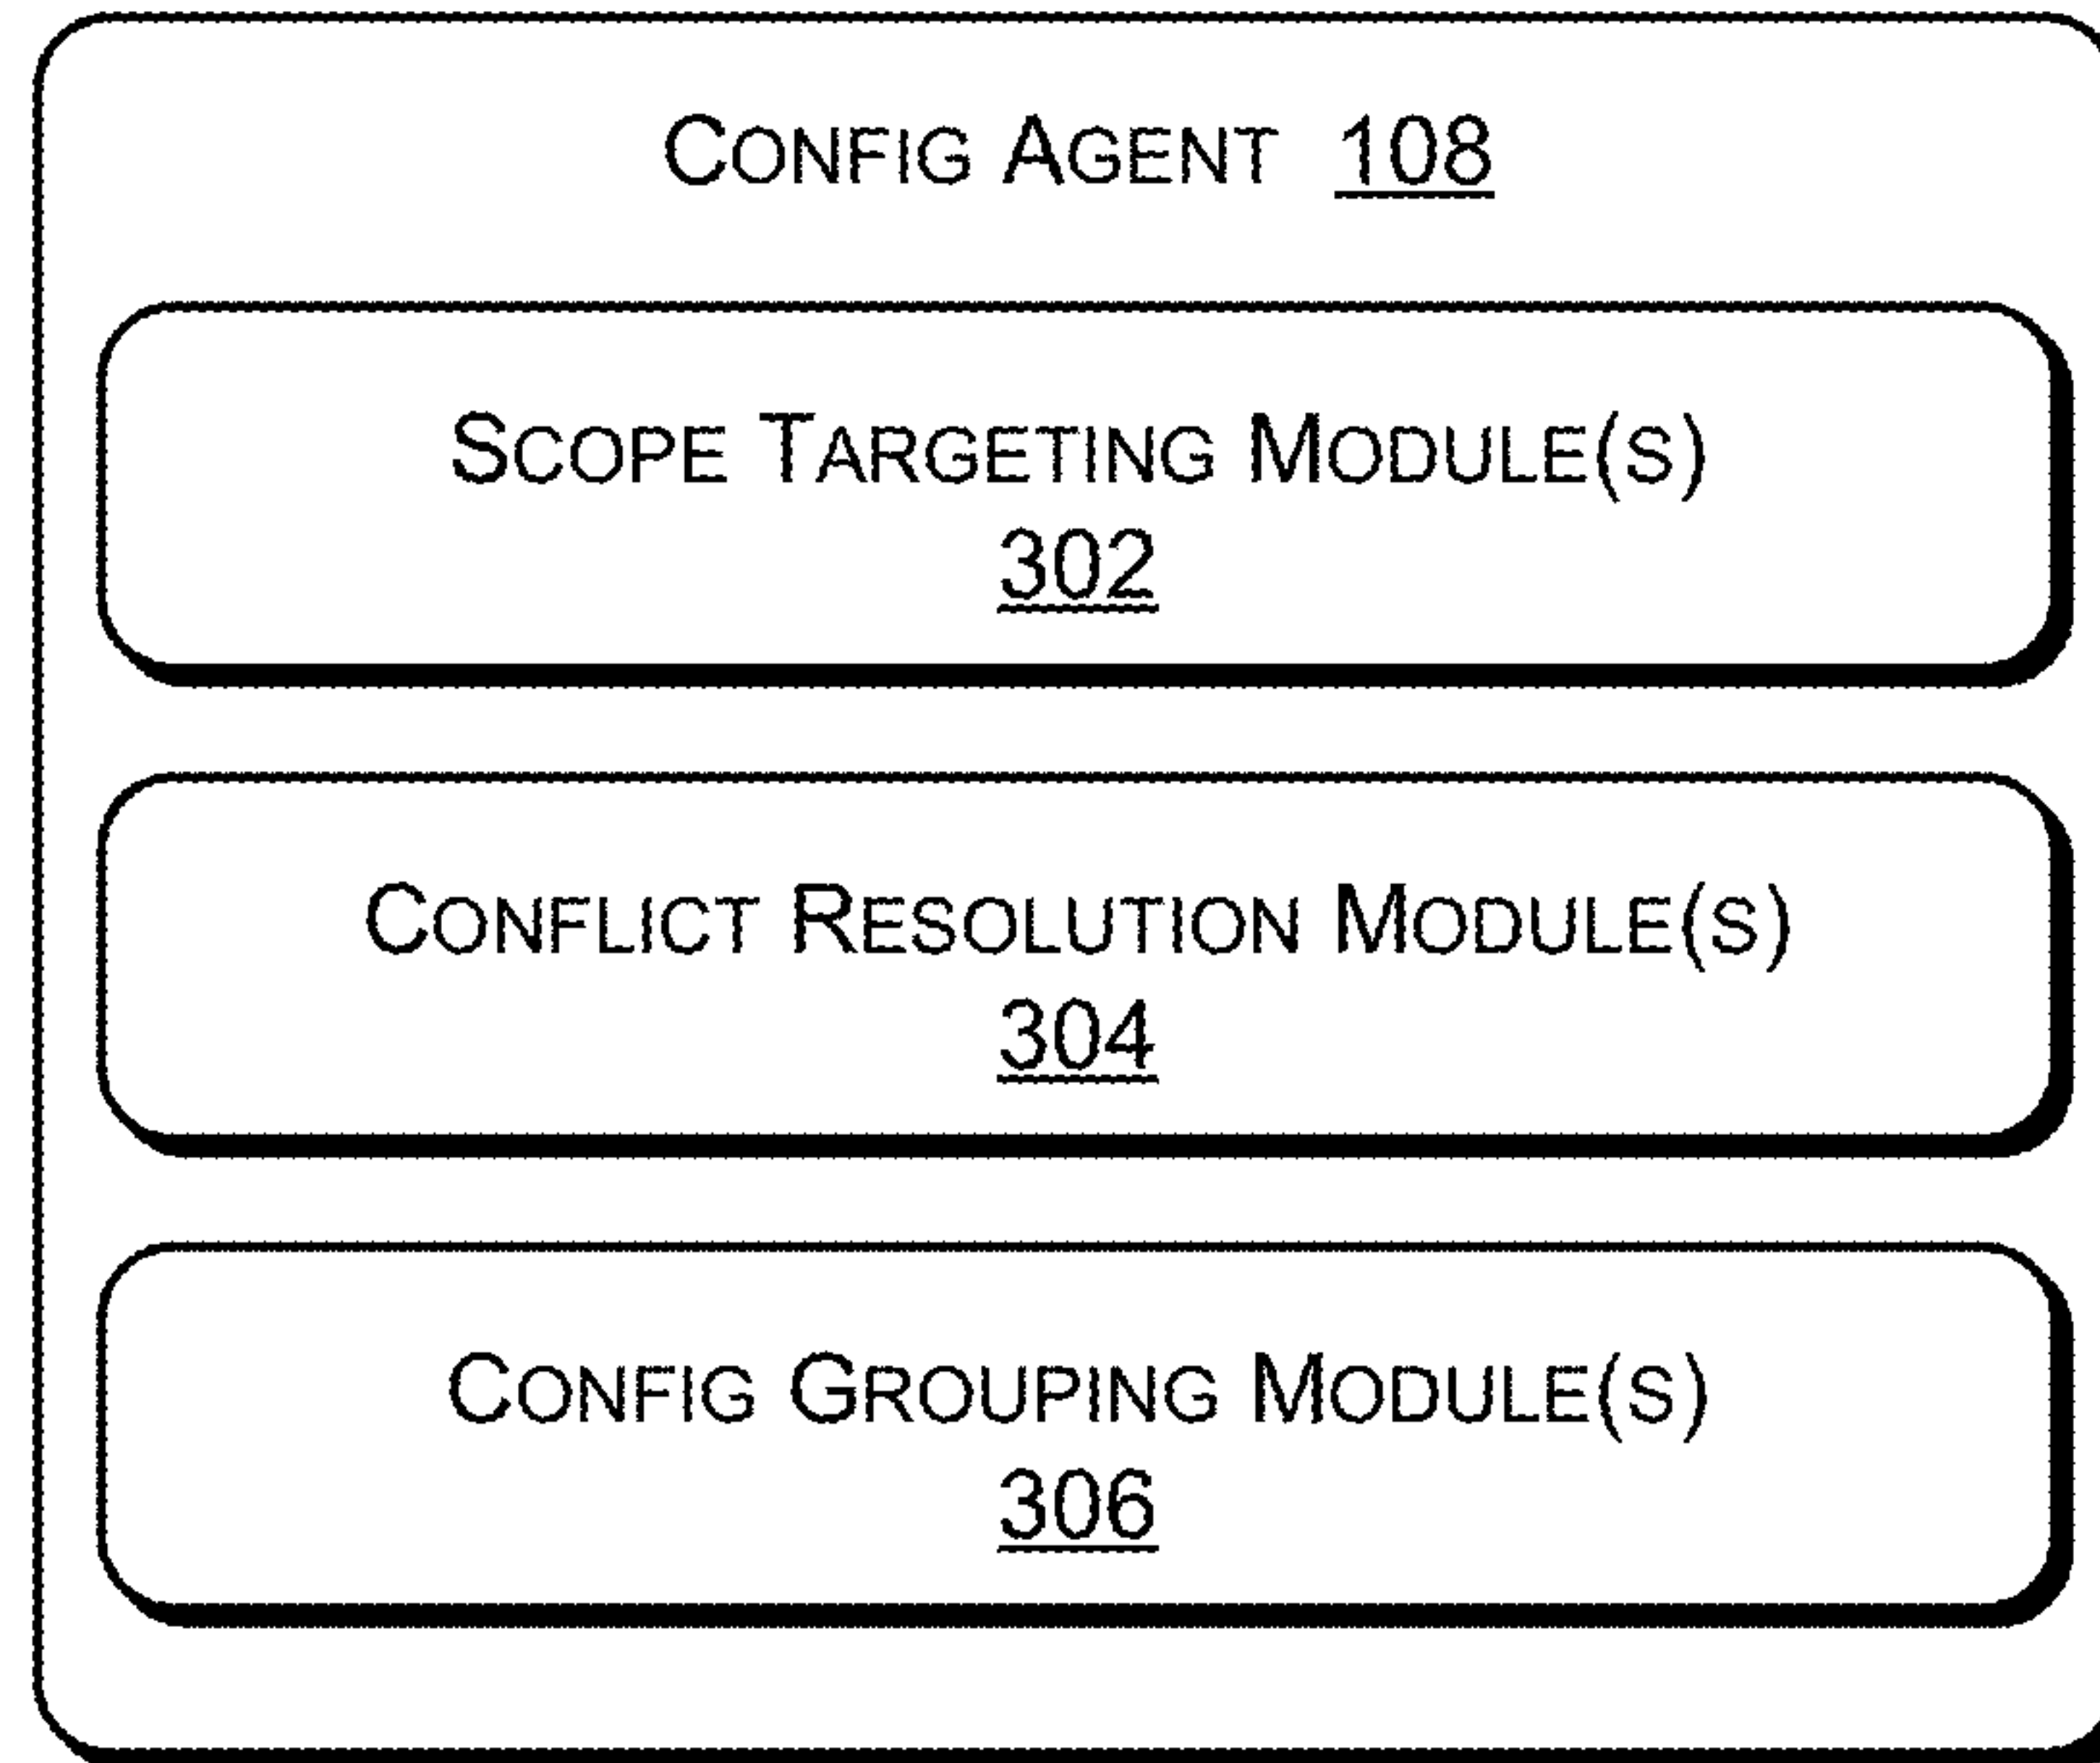 CONFIG AGENT 108
SCOPE TARGETING MODULE(S)
302
CONFLICT RESOLUTION MODULE(S)
304
CONFIG GROUPING MODULE(S)
306